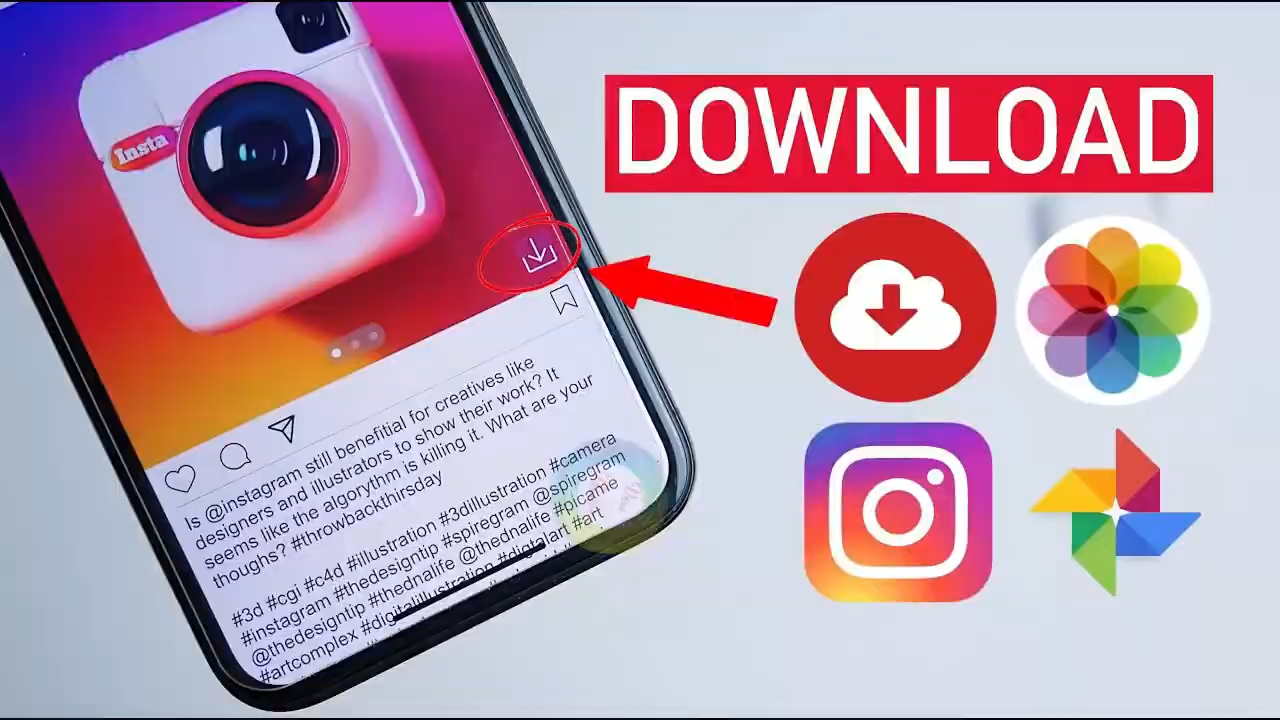 DOWNLOAD
Insta
Is @instagram still benefitial for creatives like
designers and illustrators to show their work? It
seems like the algorythm is killing it. What are your
thoughs? #throwbackthirsday
#3d #cgi #c4d #illustration #3dillustration #camera
#instagram #thedesigntip #spiregram @spiregram
@thedesigntip #thednalife @thednalife #picame
#artcomplex #digitalillustration #digtalart #art